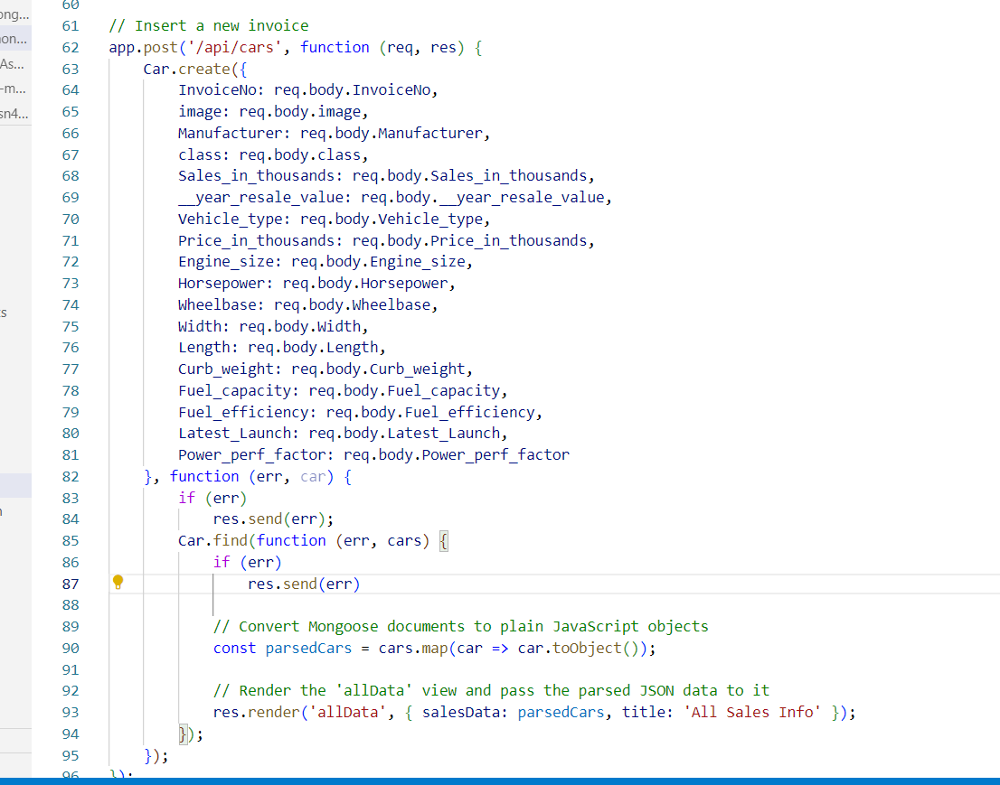 ong...
on...
As...
-m...
sn4...
s
60
61 // Insert a new invoice
62 app.post('/api/cars', function (req, res) {
63     Car.create({
64         InvoiceNo: req.body.InvoiceNo,
65         image: req.body.image,
66         Manufacturer: req.body.Manufacturer,
67         class: req.body.class,
68         Sales_in_thousands: req.body.Sales_in_thousands,
69         __year_resale_value: req.body.__year_resale_value,
70         Vehicle_type: req.body.Vehicle_type,
71         Price_in_thousands: req.body.Price_in_thousands,
72         Engine_size: req.body.Engine_size,
73         Horsepower: req.body.Horsepower,
74         Wheelbase: req.body.Wheelbase,
75         Width: req.body.Width,
76         Length: req.body.Length,
77         Curb_weight: req.body.Curb_weight,
78         Fuel_capacity: req.body.Fuel_capacity,
79         Fuel_efficiency: req.body.Fuel_efficiency,
80         Latest_Launch: req.body.Latest_Launch,
81         Power_perf_factor: req.body.Power_perf_factor
82     }, function (err, car) {
83         if (err)
84             res.send(err);
85         Car.find(function (err, cars) {
86             if (err)
87                 res.send(err)
88
89             // Convert Mongoose documents to plain JavaScript objects
90             const parsedCars = cars.map(car => car.toObject());
91
92             // Render the 'allData' view and pass the parsed JSON data to it
93             res.render('allData', { salesData: parsedCars, title: 'All Sales Info' });
94         });
95     });
96 });